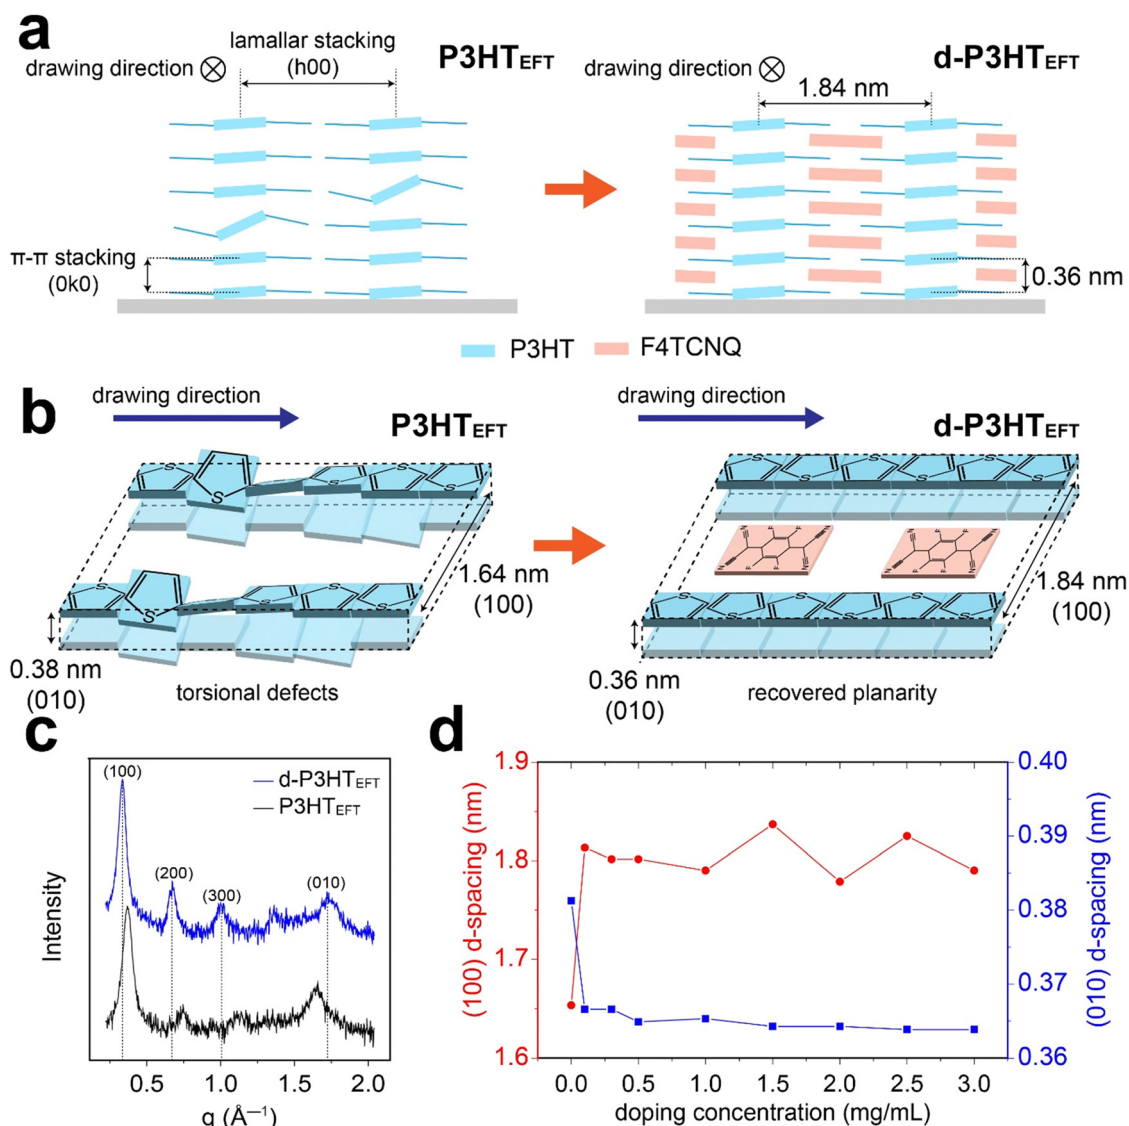 a
lamallar stacking
(h00)
P3HTEFT
drawing direction
π-π stacking
(0k0)
drawing direction
d-P3HTEFT
1.84 nm
0.36 nm
P3HT
F4TCNQ
b
drawing direction
P3HTEFT
S
S
1.64 nm
(100)
0.38 nm
(010)
torsional defects
drawing direction
d-P3HTEFT
1.84 nm
(100)
0.36 nm
(010)
recovered planarity
c
(100)
d-P3HTEFT
P3HTEFT
(200)
(300)
(010)
Intensity
0.5 1.0 1.5 2.0
q (Å⁻¹)
d
(100) d-spacing (nm)
1.9
1.8
1.7
1.6
0.40
0.39
0.38
0.37
0.36
(010) d-spacing (nm)
0.0 0.5 1.0 1.5 2.0 2.5 3.0
doping concentration (mg/mL)